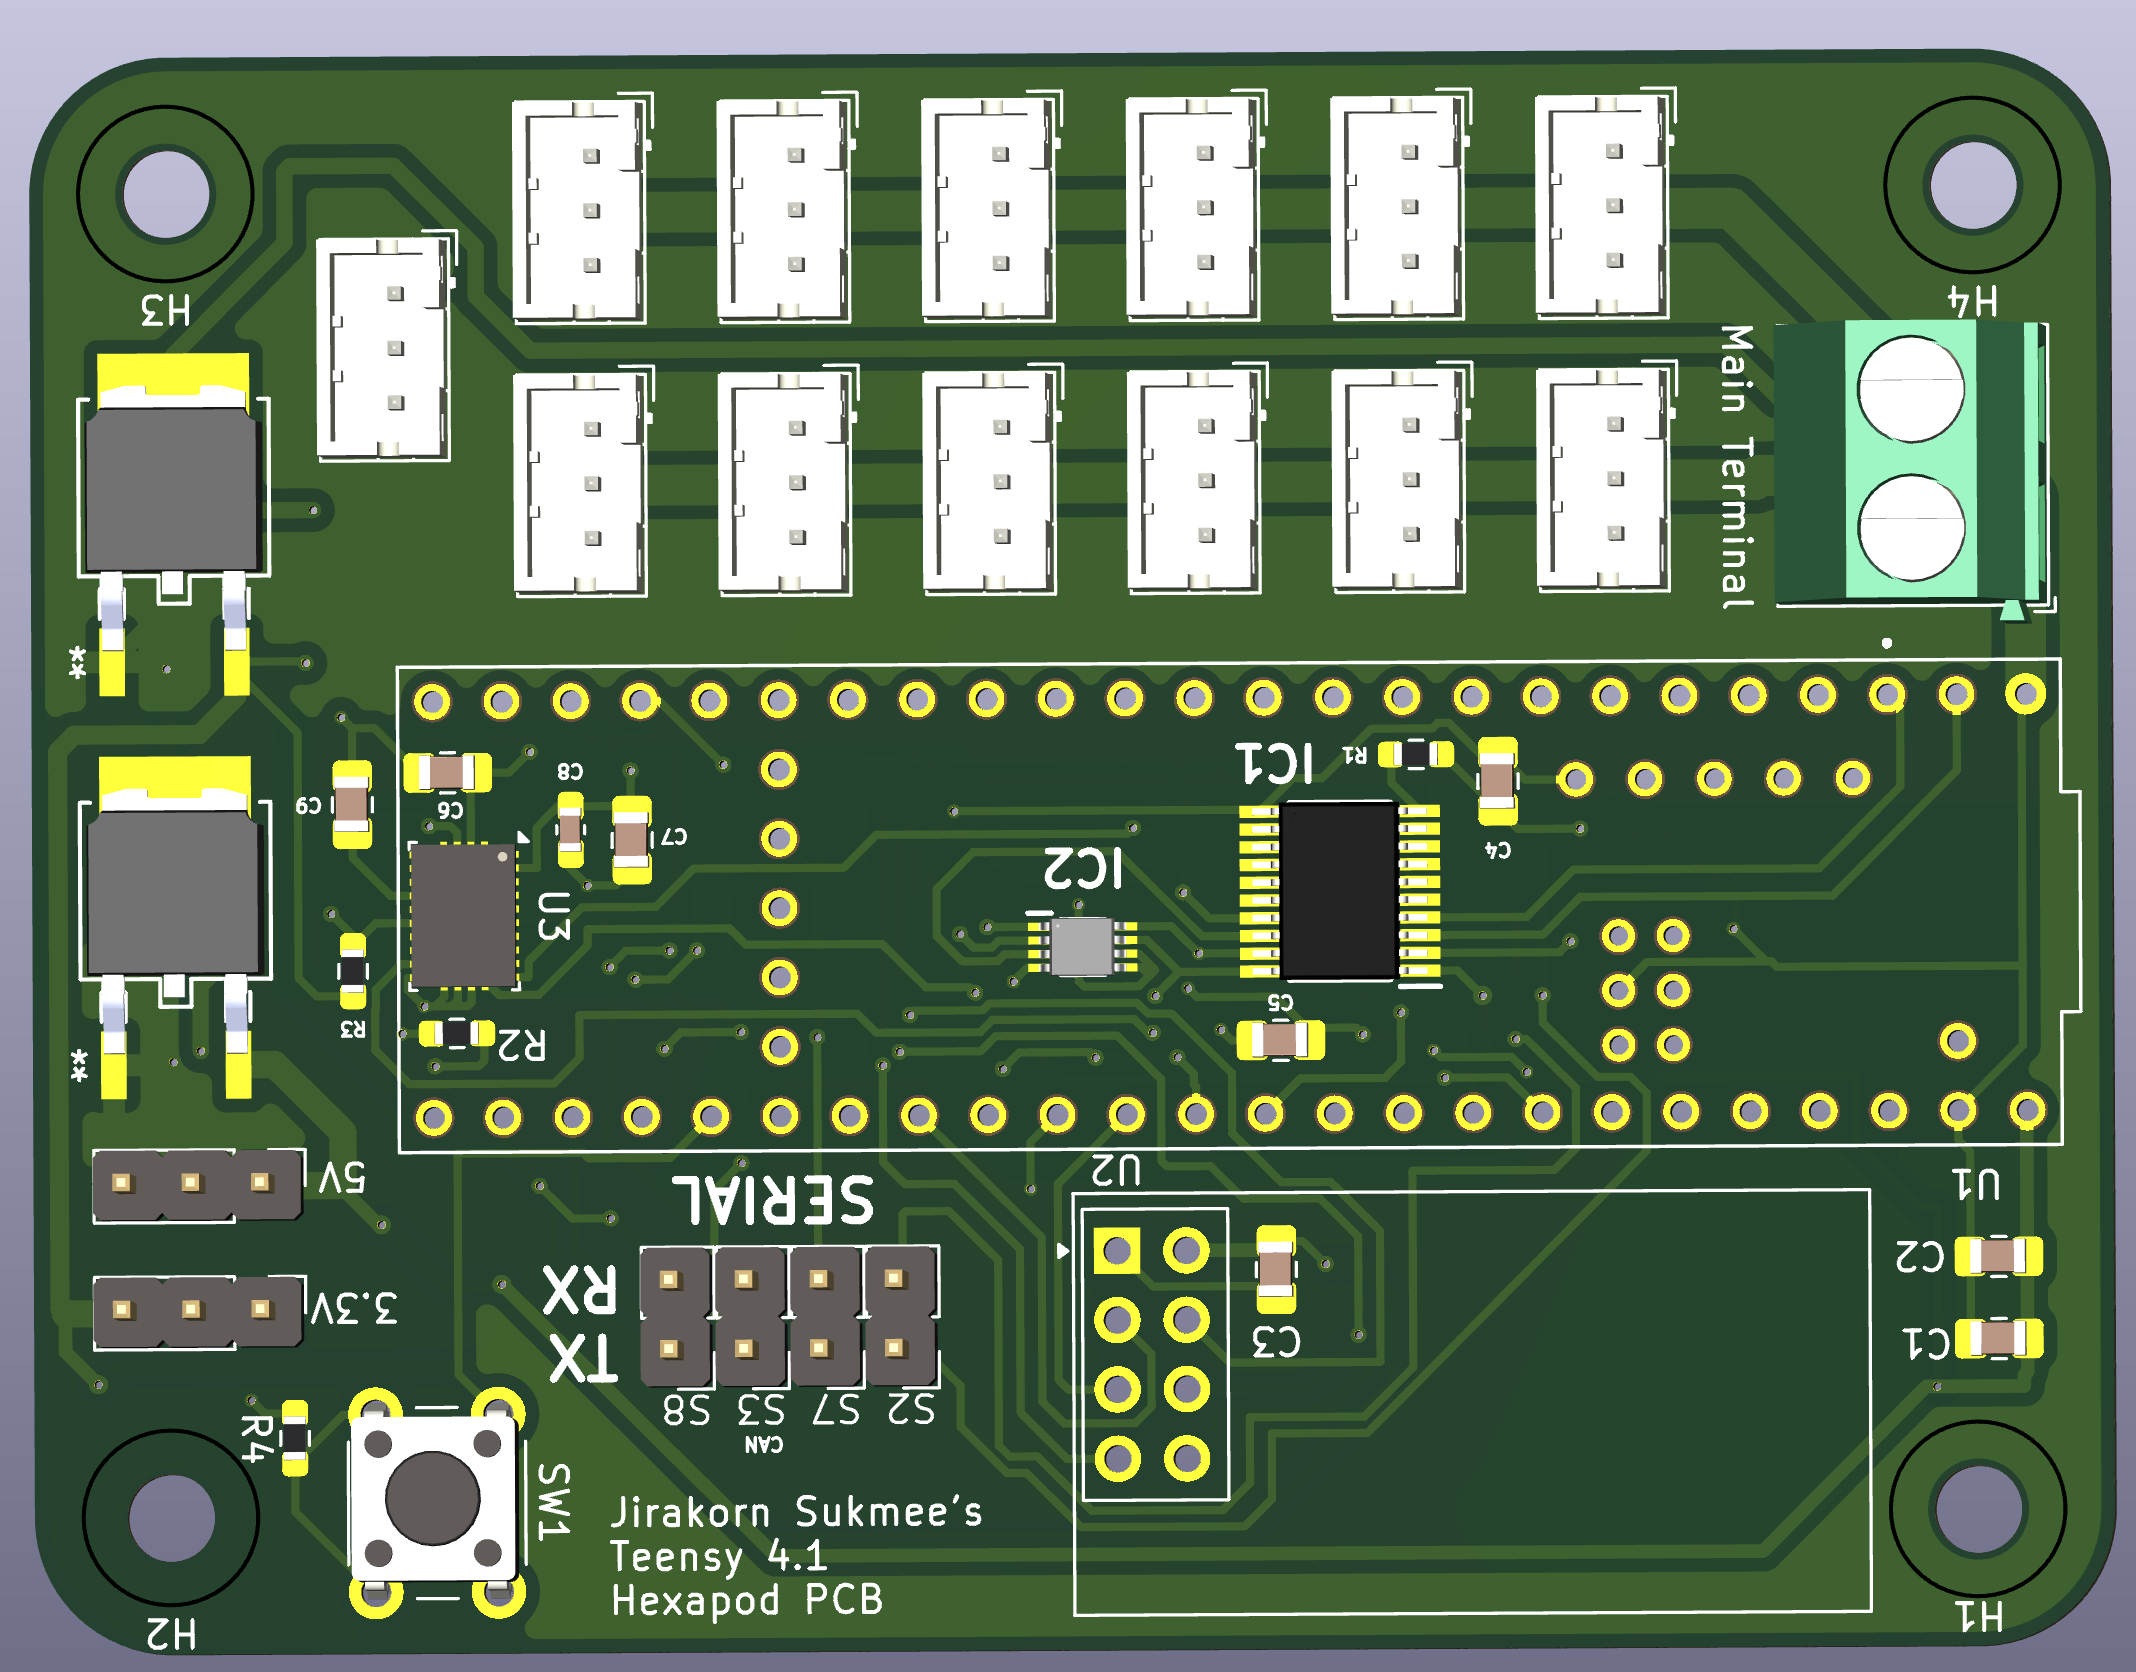 H3
H4
Main Terminal
**
IC1
R1
C8
C9
C6
C7
C4
IC2
U3
C5
R3
R2
**
U2
U1
5V
SERIAL
C2
RX
3.3V
C3
C1
TX
S8
S3
S7
S2
CAN
R4
SW1
Jirakorn Sukmee's
Teensy 4.1
Hexapod PCB
H2
H1